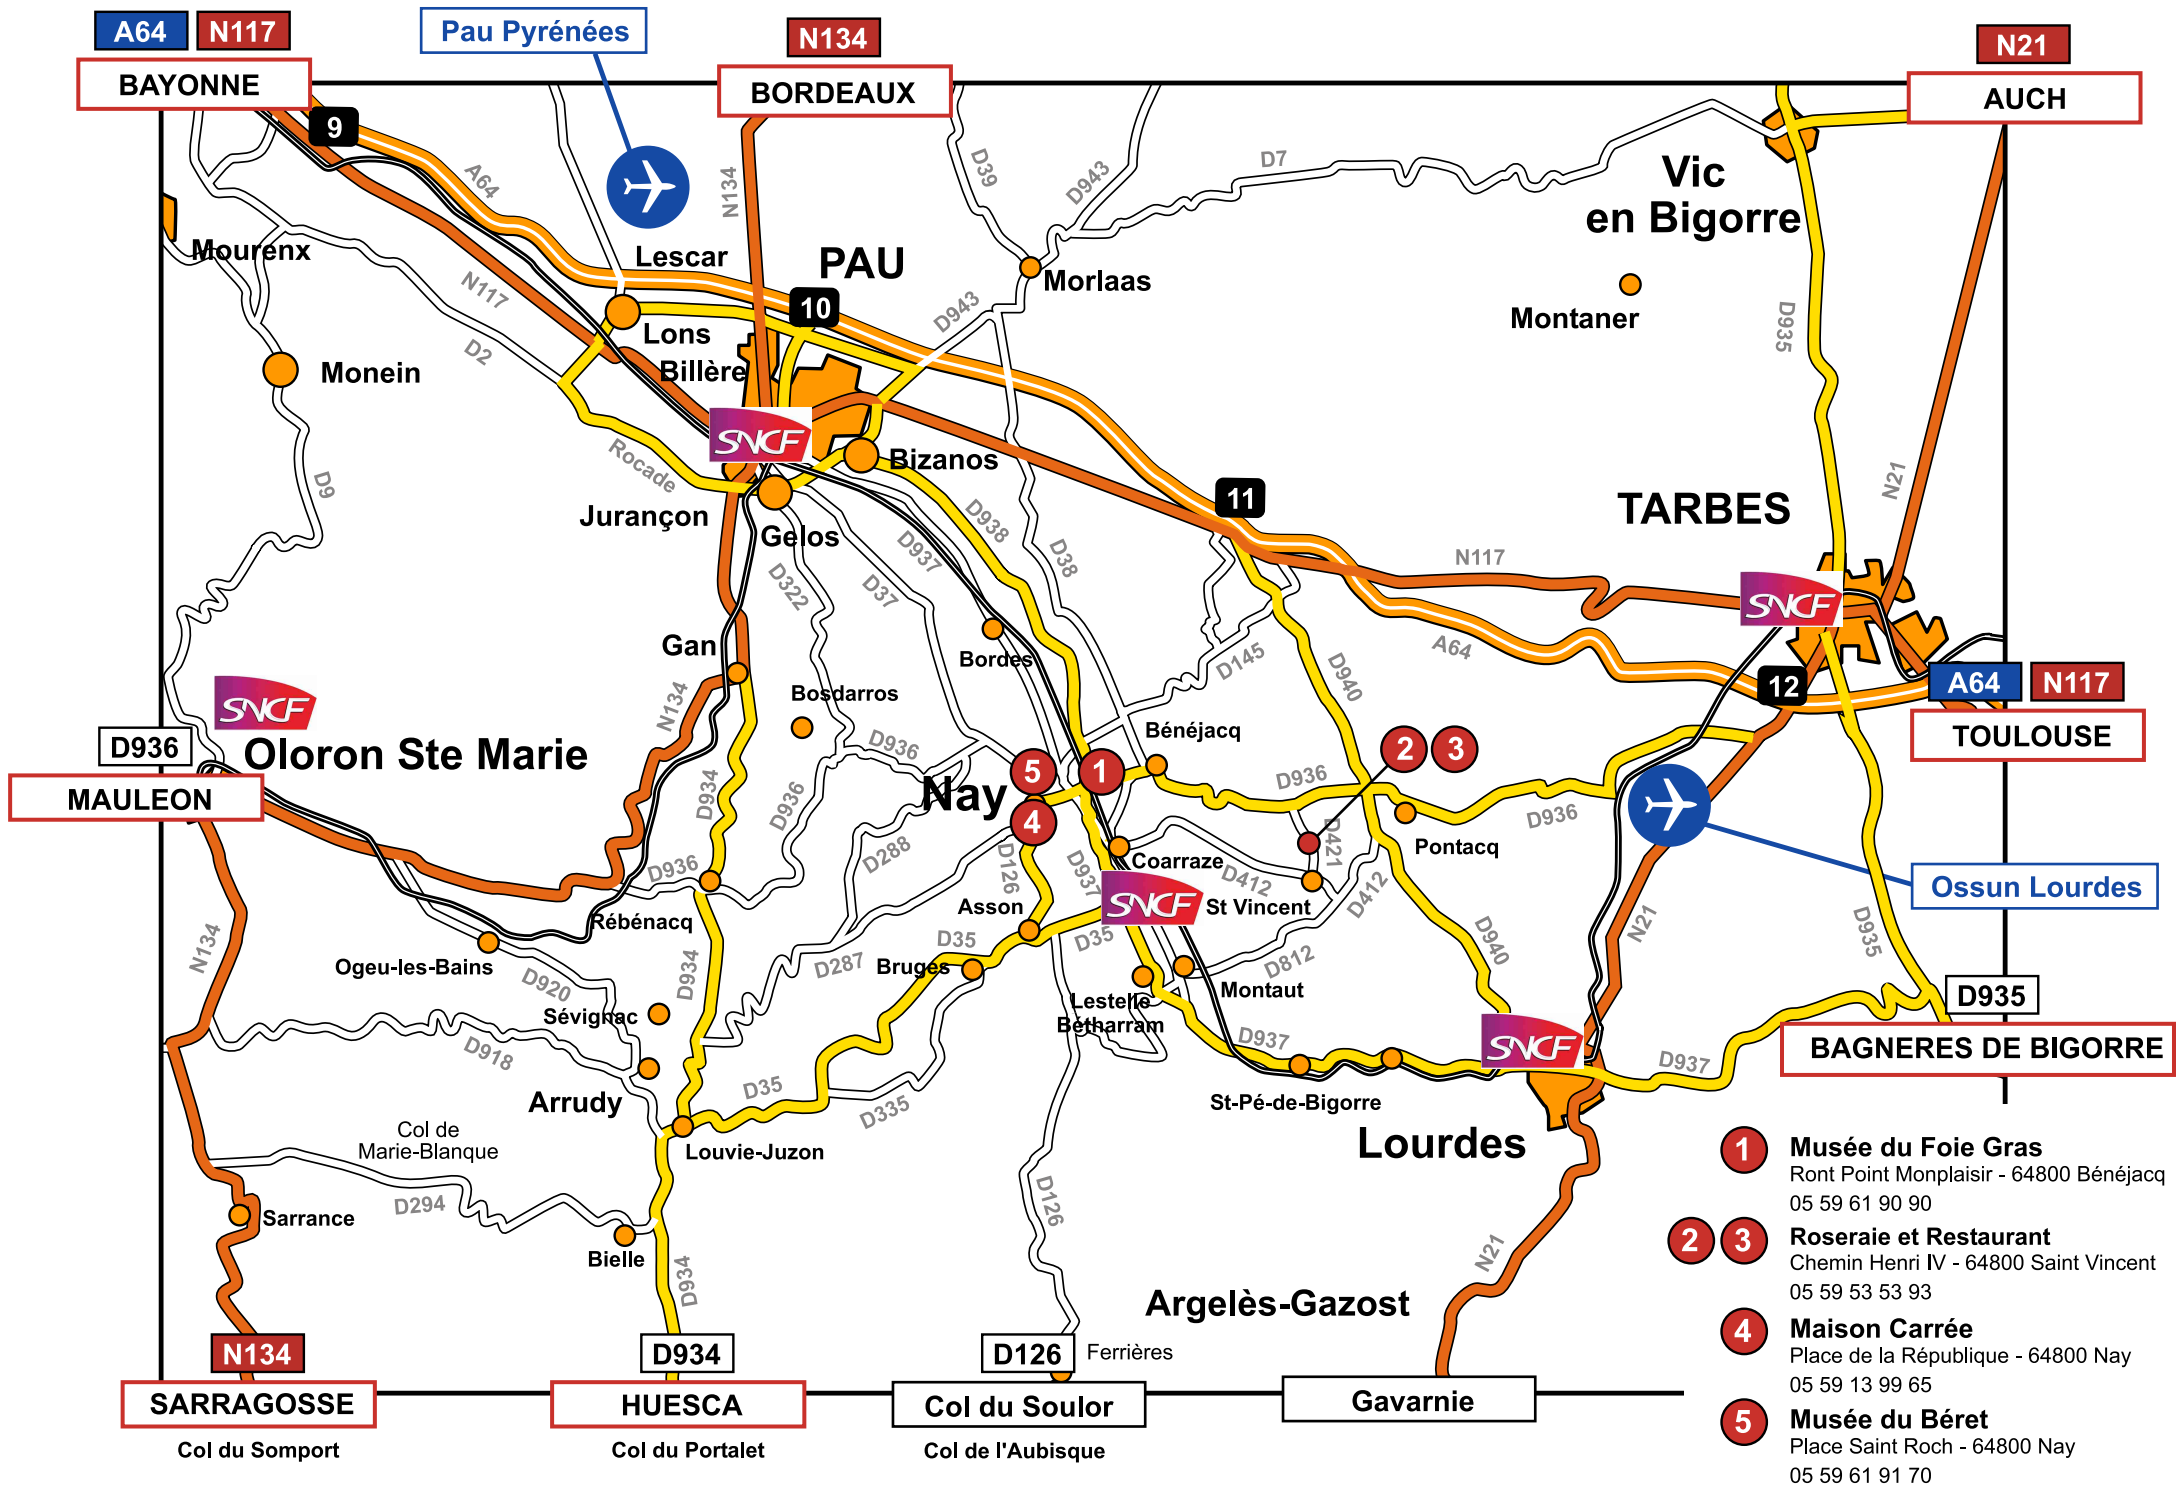 A64 N117
Pau Pyrénées
N134
N21
BAYONNE
BORDEAUX
AUCH
9
A64
N134
D39
D943
D7
Vic
en Bigorre
Mourenx
Lescar
PAU
Morlaas
N117
10
D943
Montaner
D935
Lons
D2
Billère
Monein
SNCF
Rocade
Bizanos
D9
N21
11
TARBES
Jurançon
D938
Gelos
D937
D38
N117
D322
D37
SNCF
Gan
Bordes
D145
A64
D940
SNCF
N134
Bosdarros
12
A64 N117
D936
Oloron Ste Marie
D936
Bénéjacq
2 3
TOULOUSE
MAULEON
D934
D936
Nay
5
1
D936
D936
4
D421
Pontacq
D288
D126
D937
Coarraze
D936
D412
D412
Ossun Lourdes
Rébénacq
Asson
SNCF
St Vincent
N134
N21
D935
Ogeu-les-Bains
D287
Bruges
D35
D35
D940
D920
D934
D812
Montaut
D935
Sévignac
Lestelle
Bétharram
D918
D937
SNCF
D937
BAGNERES DE BIGORRE
Arrudy
D35
D335
St-Pé-de-Bigorre
Col de
Marie-Blanque
Louvie-Juzon
Lourdes
D294
D126
Sarrance
Bielle
D934
N21
Argelès-Gazost
N134
D934
D126
Ferrières
SARRAGOSSE
HUESCA
Col du Soulor
Gavarnie
Col du Somport
Col du Portalet
Col de l'Aubisque
1
Musée du Foie Gras
Ront Point Monplaisir - 64800 Bénéjacq
05 59 61 90 90
2 3
Roseraie et Restaurant
Chemin Henri IV - 64800 Saint Vincent
05 59 53 53 93
4
Maison Carrée
Place de la République - 64800 Nay
05 59 13 99 65
5
Musée du Béret
Place Saint Roch - 64800 Nay
05 59 61 91 70